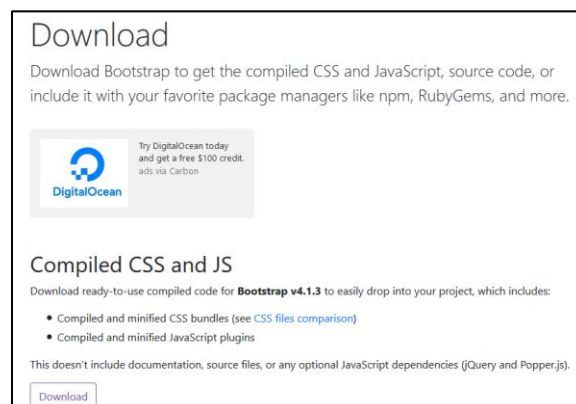 Download
Download Bootstrap to get the compiled CSS and JavaScript, source code, or
include it with your favorite package managers like npm, RubyGems, and more.
DigitalOcean
Try DigitalOcean today
and get a free $100 credit.
ads via Carbon
Compiled CSS and JS
Download ready-to-use compiled code for Bootstrap v4.1.3 to easily drop into your project, which includes:
• Compiled and minified CSS bundles (see CSS files comparison)
• Compiled and minified JavaScript plugins
This doesn't include documentation, source files, or any optional JavaScript dependencies (jQuery and Popper.js).
Download